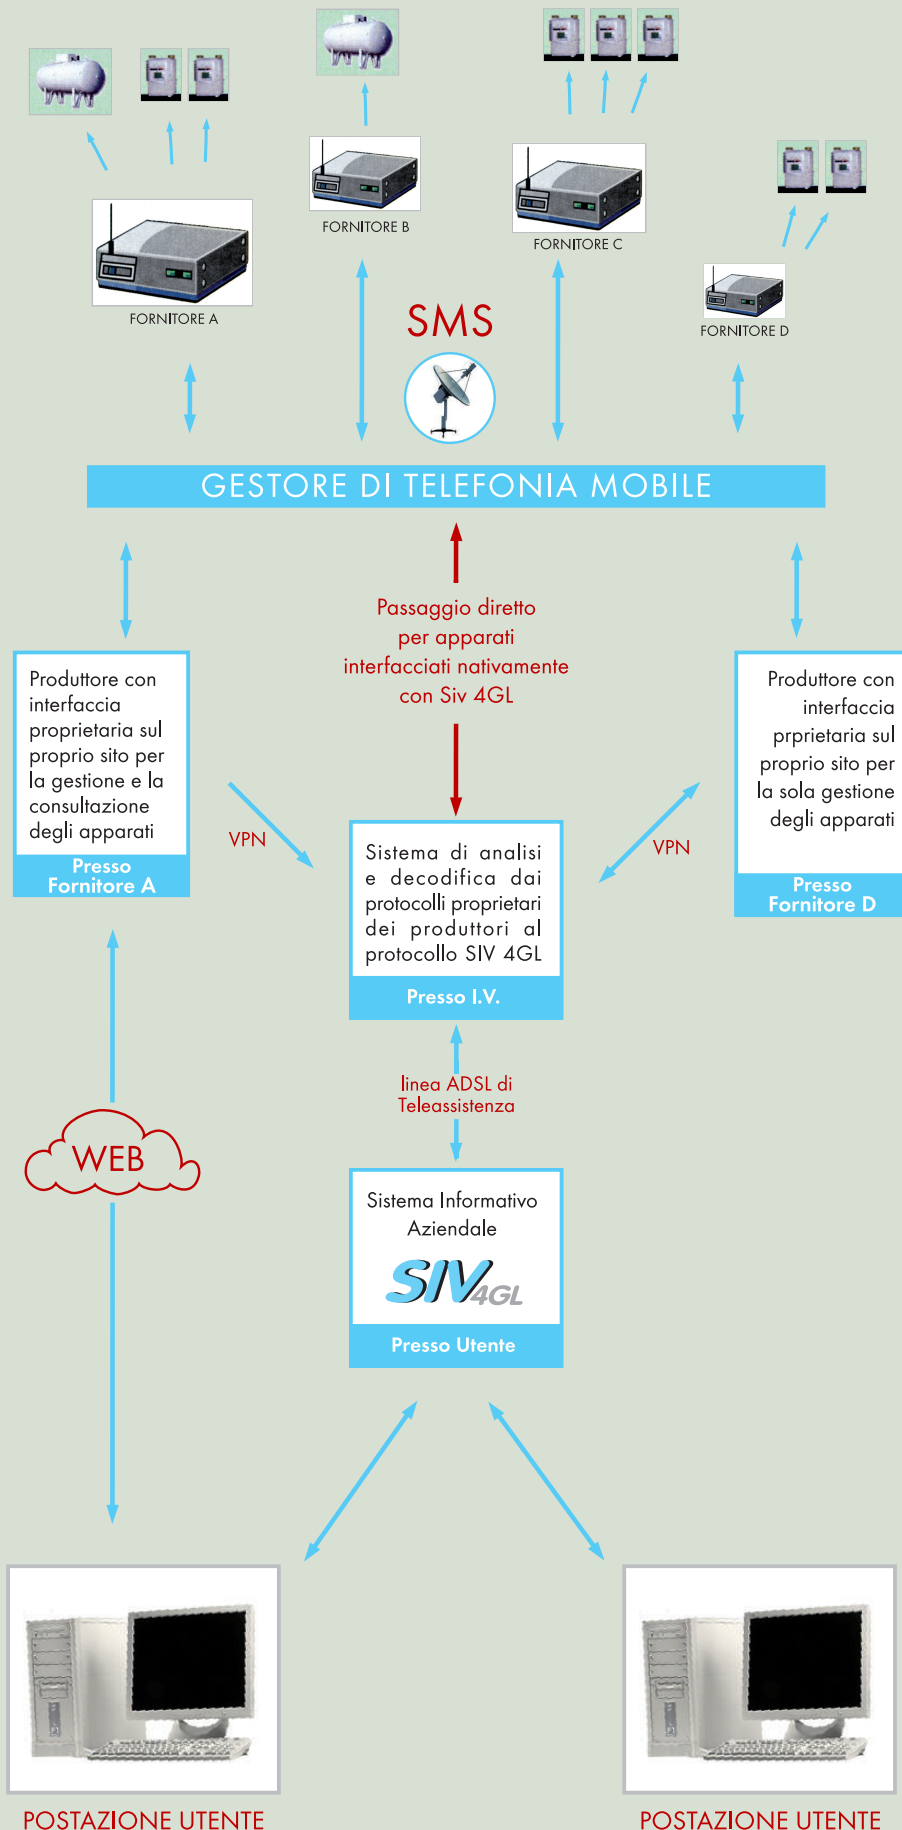 FORNITORE B
FORNITORE C
FORNITORE A
FORNITORE D
SMS
GESTORE DI TELEFONIA MOBILE
Passaggio diretto
per apparati
interfacciati nativamente
con Siv 4GL
Produttore con
interfaccia
proprietaria sul
proprio sito per
la gestione e la
consultazione
degli apparati
Presso
Fornitore A
Produttore con
interfaccia
prprietaria sul
proprio sito per
la sola gestione
degli apparati
Presso
Fornitore D
VPN
VPN
Sistema di analisi
e decodifica dai
protocolli proprietari
dei produttori al
protocollo SIV 4GL
Presso I.V.
linea ADSL di
Teleassistenza
WEB
Sistema Informativo
Aziendale
SIV 4GL
Presso Utente
POSTAZIONE UTENTE
POSTAZIONE UTENTE